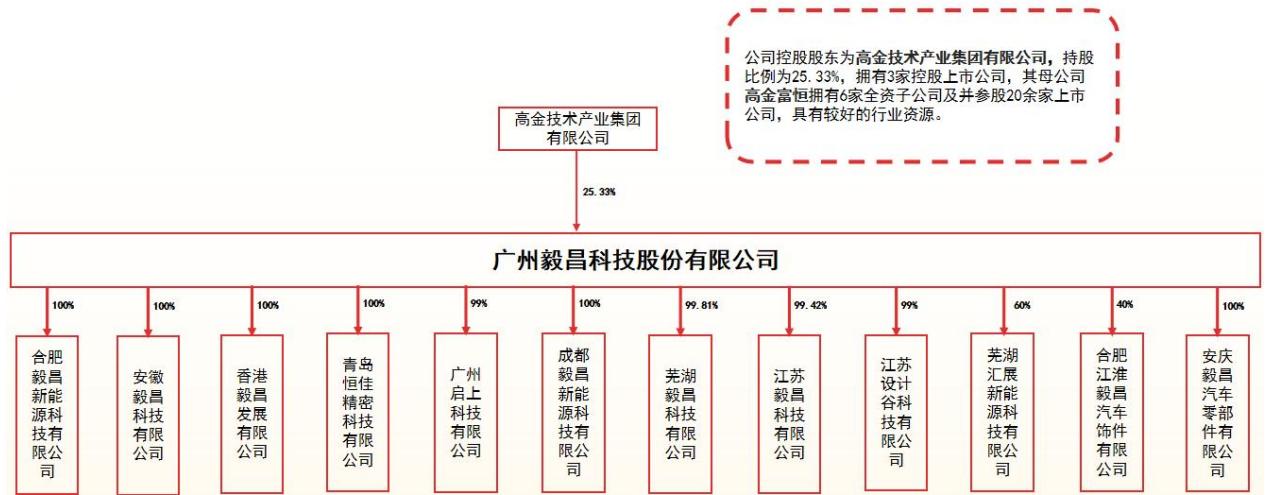 公司控股股东为高金技术产业集团有限公司，持股
比例为25.33%，拥有3家控股上市公司，其母公司
高金富恒拥有6家全资子公司及并参股20余家上市
公司，具有较好的行业资源。
高金技术产业集团
有限公司
25.33%
广州毅昌科技股份有限公司
100%
100%
100%
100%
99%
100%
99.81%
99.42%
99%
60%
40%
100%
合肥
毅昌
新能
源科
技有
限公
司
安徽
毅昌
科技
有限
公司
香港
毅昌
发展
有限
公司
青岛
恒佳
精密
科技
有限
公司
广州
启上
科技
有限
公司
成都
毅昌
新能
源科
技有
限公
司
芜湖
毅昌
科技
有限
公司
江苏
毅昌
科技
有限
公司
江苏
设计
谷科
技有
限公
司
芜湖
汇展
新能
源科
技有
限公
司
合肥
江淮
毅昌
汽车
饰件
有限
公司
安庆
毅昌
汽车
零部
件有
限公
司